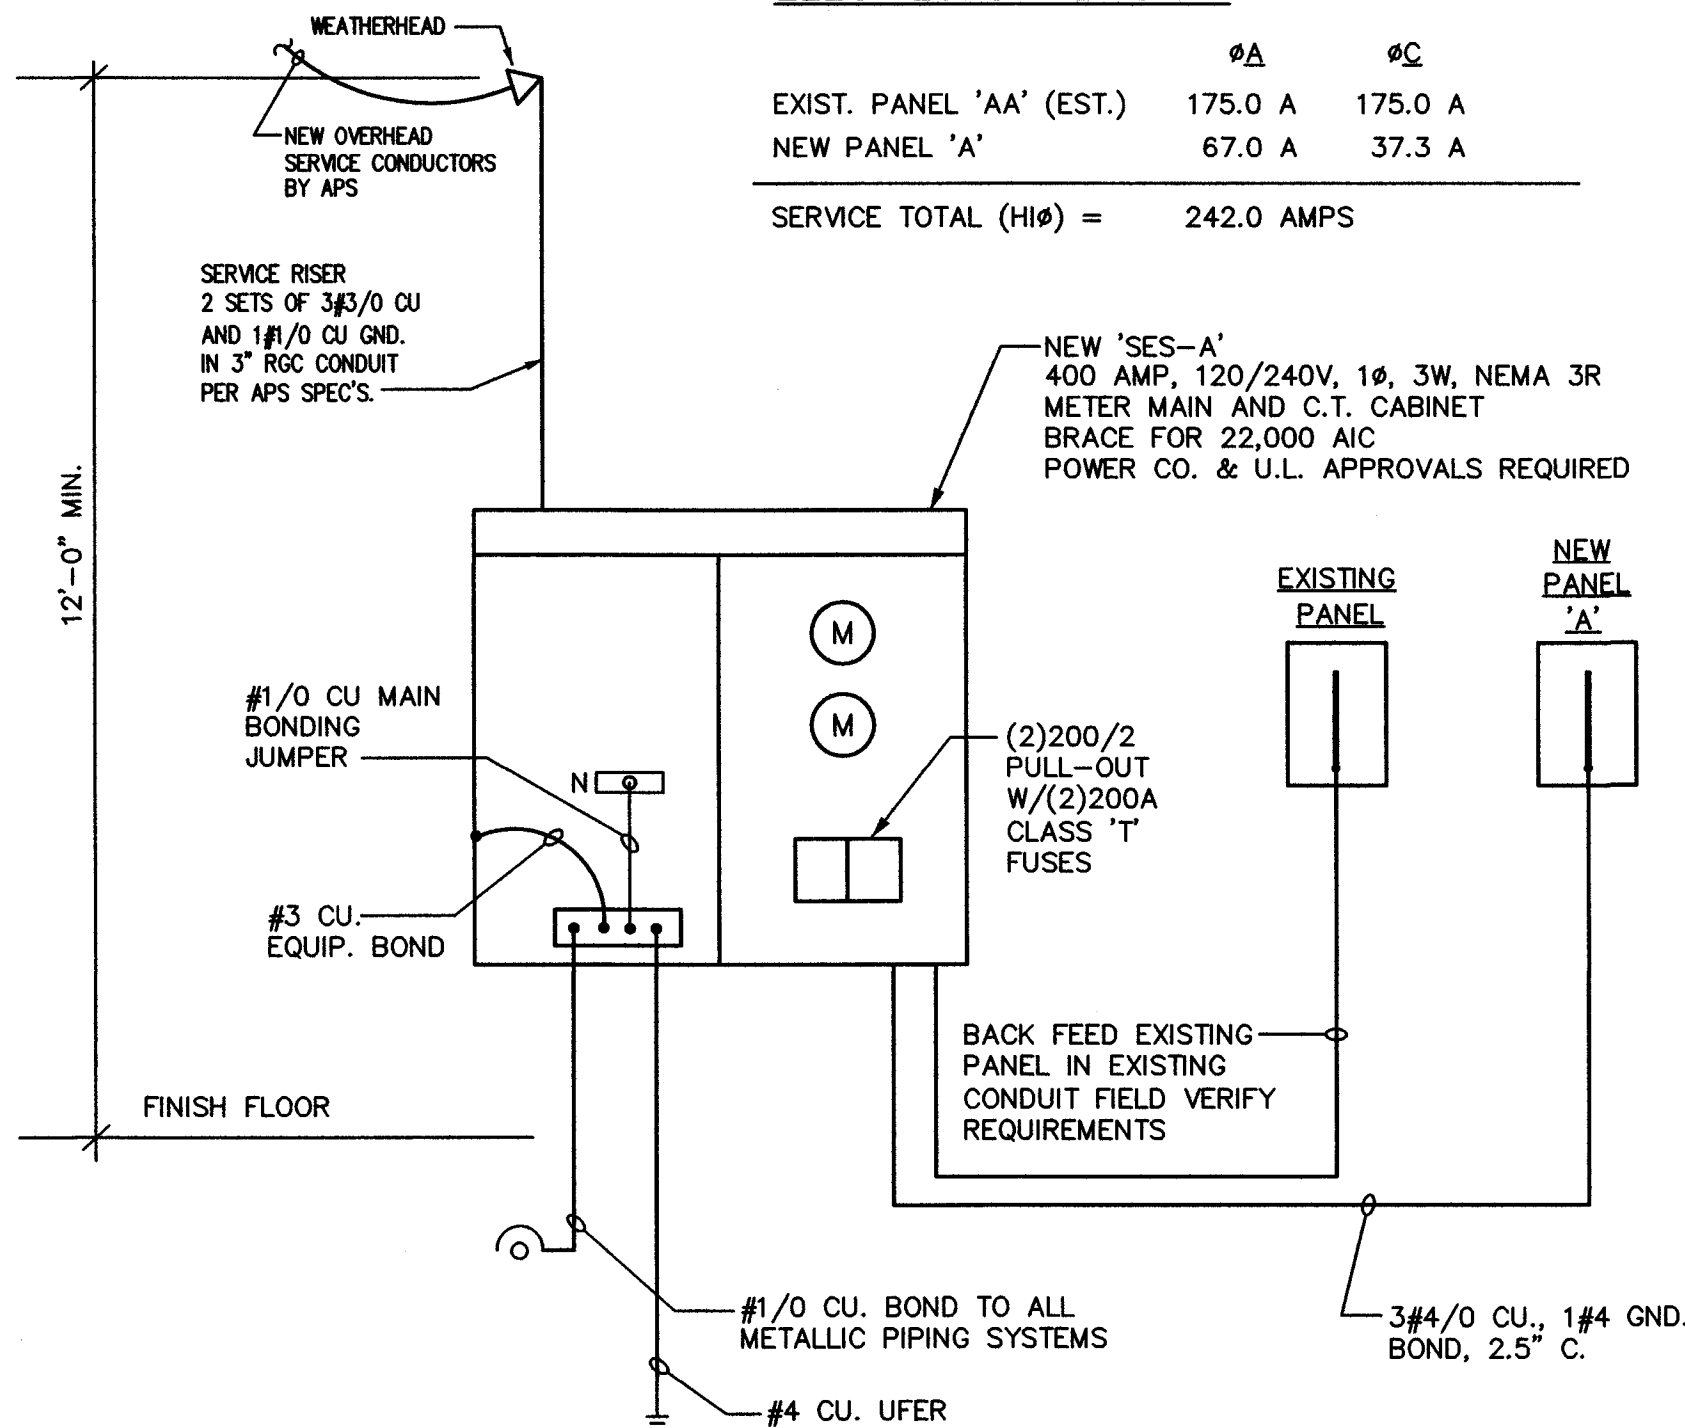 WEATHERHEAD
NEW OVERHEAD
SERVICE CONDUCTORS
BY APS
øA øC
EXIST. PANEL 'AA' (EST.) 175.0 A 175.0 A
NEW PANEL 'A' 67.0 A 37.3 A
SERVICE TOTAL (HIø) = 242.0 AMPS
SERVICE RISER
2 SETS OF 3#3/0 CU
AND 1#1/0 CU GND.
IN 3" RGC CONDUIT
PER APS SPEC'S.
NEW 'SES-A'
400 AMP, 120/240V, 1ø, 3W, NEMA 3R
METER MAIN AND C.T. CABINET
BRACE FOR 22,000 AIC
POWER CO. & U.L. APPROVALS REQUIRED
12'-0" MIN.
EXISTING
PANEL
NEW
PANEL
'A'
M
M
#1/0 CU MAIN
BONDING
JUMPER
N
(2)200/2
PULL-OUT
W/(2)200A
CLASS 'T'
FUSES
#3 CU.
EQUIP. BOND
BACK FEED EXISTING
PANEL IN EXISTING
CONDUIT FIELD VERIFY
REQUIREMENTS
FINISH FLOOR
#1/0 CU. BOND TO ALL
METALLIC PIPING SYSTEMS
3#4/0 CU., 1#4 GND.
BOND, 2.5" C.
#4 CU. UFER